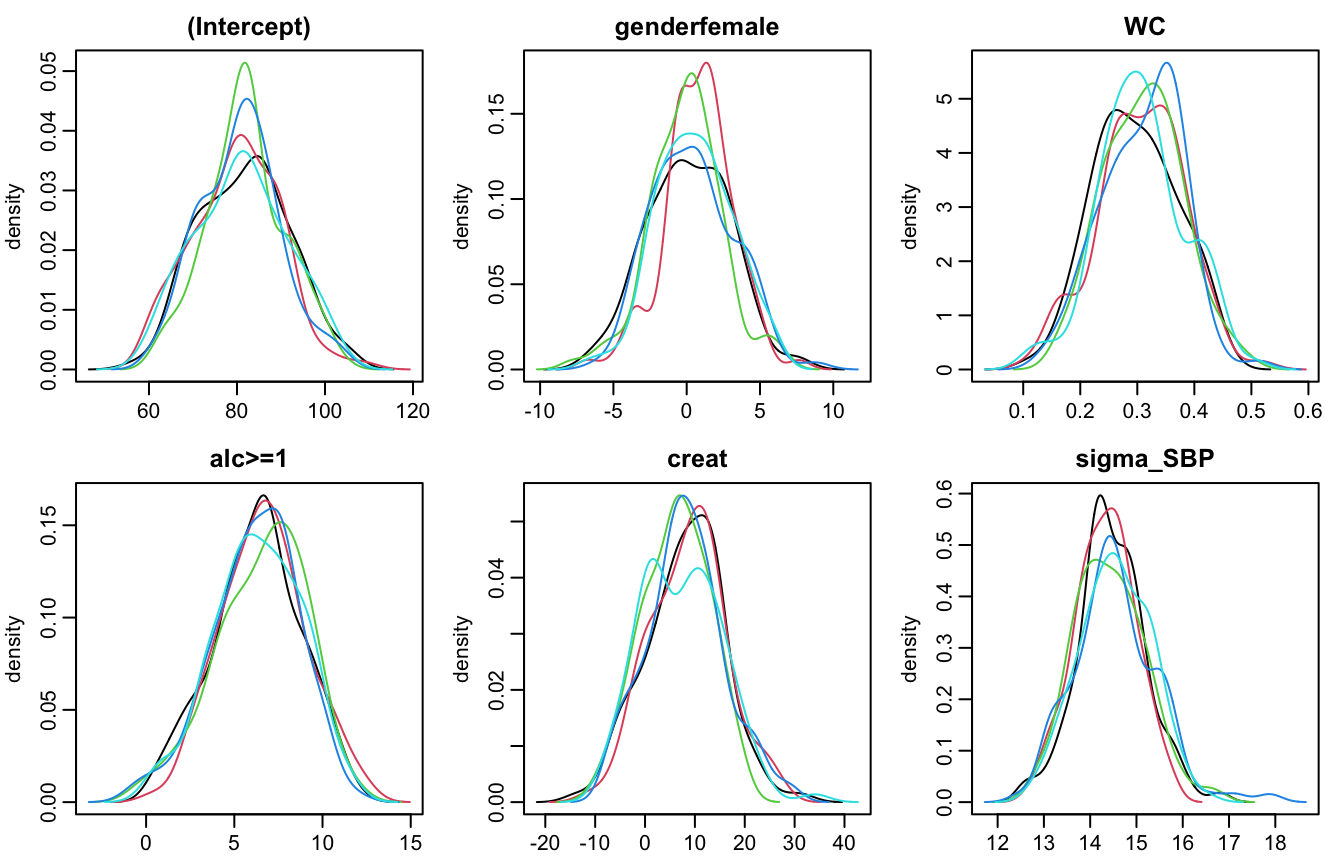 (Intercept)
genderfemale
WC
density
0.00 0.01 0.02 0.03 0.04 0.05
60 80 100 120
density
0.00 0.05 0.10 0.15
-10 -5 0 5 10
density
0 1 2 3 4 5
0.1 0.2 0.3 0.4 0.5 0.6
alc>=1
creat
sigma_SBP
density
0.00 0.05 0.10 0.15
0 5 10 15
density
0.00 0.02 0.04
-20 -10 0 10 20 30 40
density
0.0 0.1 0.2 0.3 0.4 0.5 0.6
12 13 14 15 16 17 18